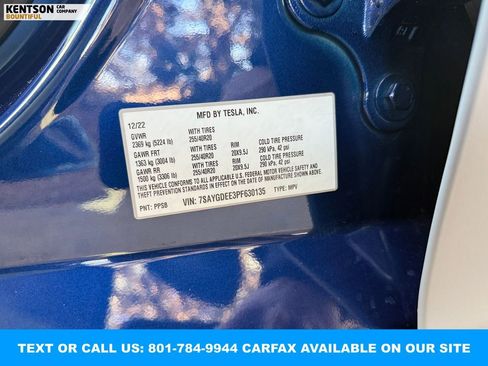 KENTSON CAR COMPANY
BOUNTIFUL
MFD BY TESLA, INC.
12/22
GVWR
2369 kg (5224 lb)
GAWR FRT WITH TIRES RIM COLD TIRE PRESSURE
1363 kg (3004 lb) 255/40R20 20X9.5J 290 kPa, 42 psi
GAWR RR WITH TIRES RIM COLD TIRE PRESSURE
1500 kg (3306 lb) 255/40R20 20X9.5J 290 kPa, 42 psi
THIS VEHICLE CONFORMS TO ALL APPLICABLE U.S. FEDERAL MOTOR VEHICLE SAFETY AND
THEFT PREVENTION STANDARDS IN EFFECT ON THE DATE OF MANUFACTURE SHOWN ABOVE.
PNT: PPSB VIN: 7SAYGDEE3PF630135 TYPE: MPV
TEXT OR CALL US: 801-784-9944 CARFAX AVAILABLE ON OUR SITE